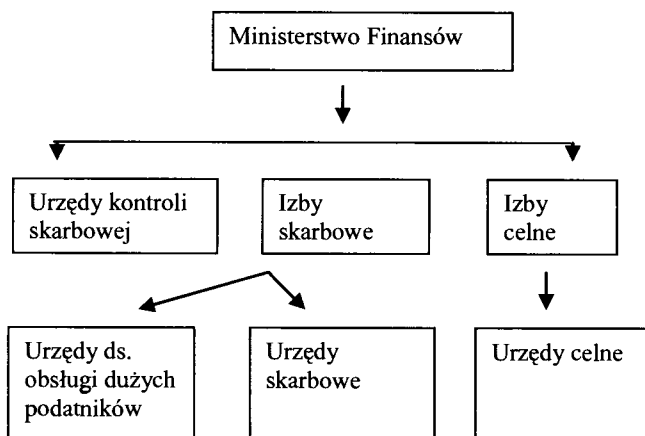 Ministerstwo Finansów
Urzędy kontroli
skarbowej
Izby
skarbowe
Izby
celne
Urzędy ds.
obsługi dużych
podatników
Urzędy
skarbowe
Urzędy celne